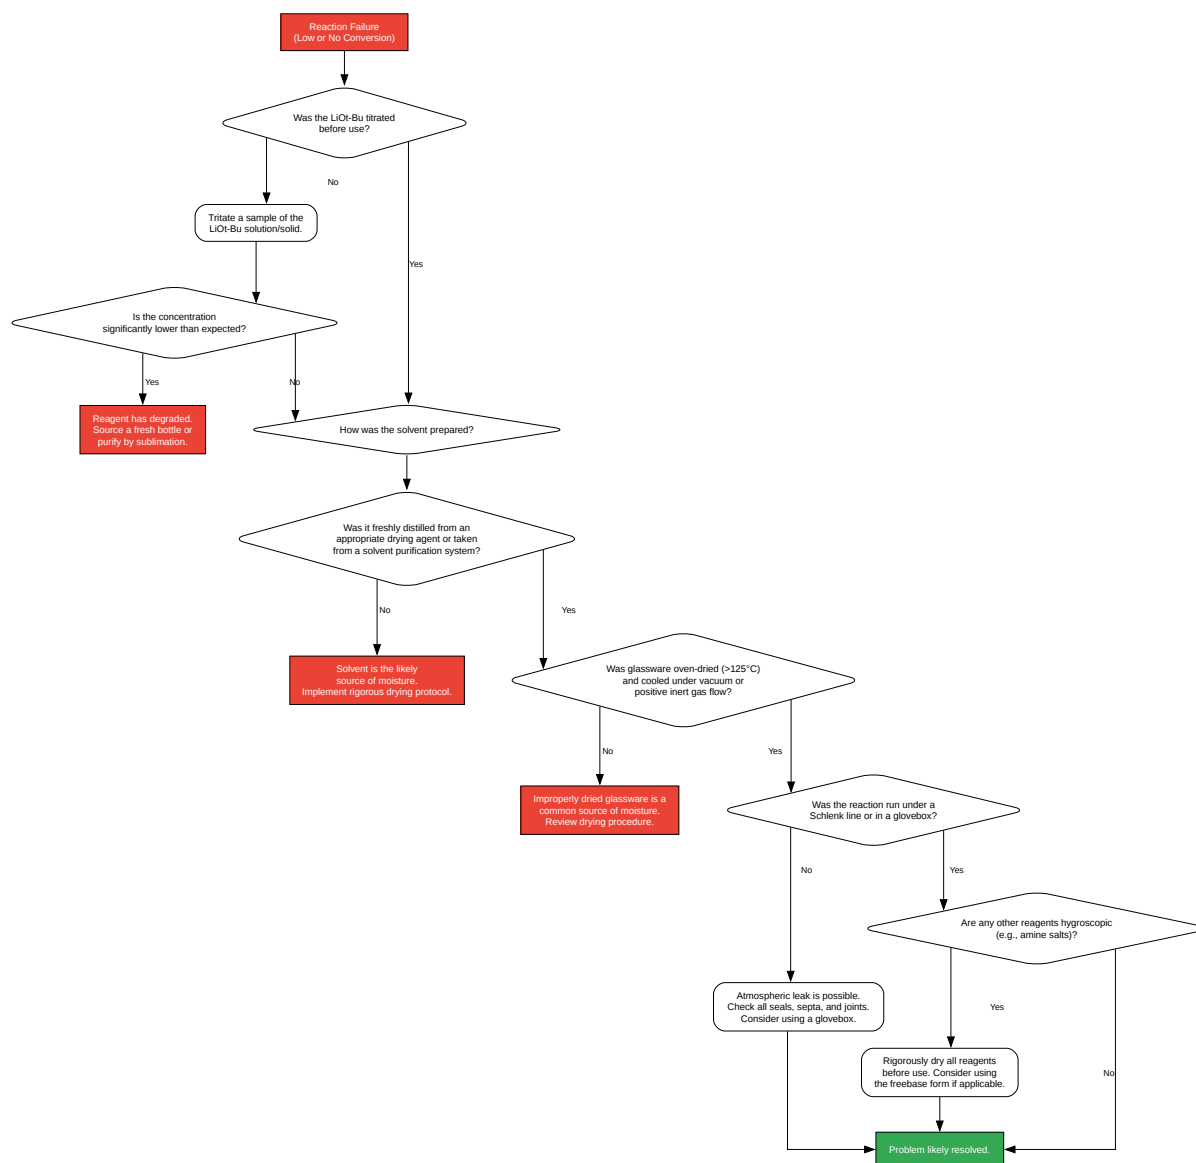 Reaction Failure
(Low or No Conversion)
Was the LiOt-Bu titrated
before use?
No
Tritate a sample of the
LiOt-Bu solution/solid.
Yes
Is the concentration
significantly lower than expected?
Yes
No
Reagent has degraded.
Source a fresh bottle or
purify by sublimation.
How was the solvent prepared?
Was it freshly distilled from an
appropriate drying agent or taken
from a solvent purification system?
No
Yes
Solvent is the likely
source of moisture.
Implement rigorous drying protocol.
Was glassware oven-dried (>125°C)
and cooled under vacuum or
positive inert gas flow?
No
Yes
Improperly dried glassware is a
common source of moisture.
Review drying procedure.
Was the reaction run under a
Schlenk line or in a glovebox?
No
Yes
Are any other reagents hygroscopic
(e.g., amine salts)?
Atmospheric leak is possible.
Check all seals, septa, and joints.
Consider using a glovebox.
Yes
Rigorously dry all reagents
before use. Consider using
the freebase form if applicable.
No
Problem likely resolved.